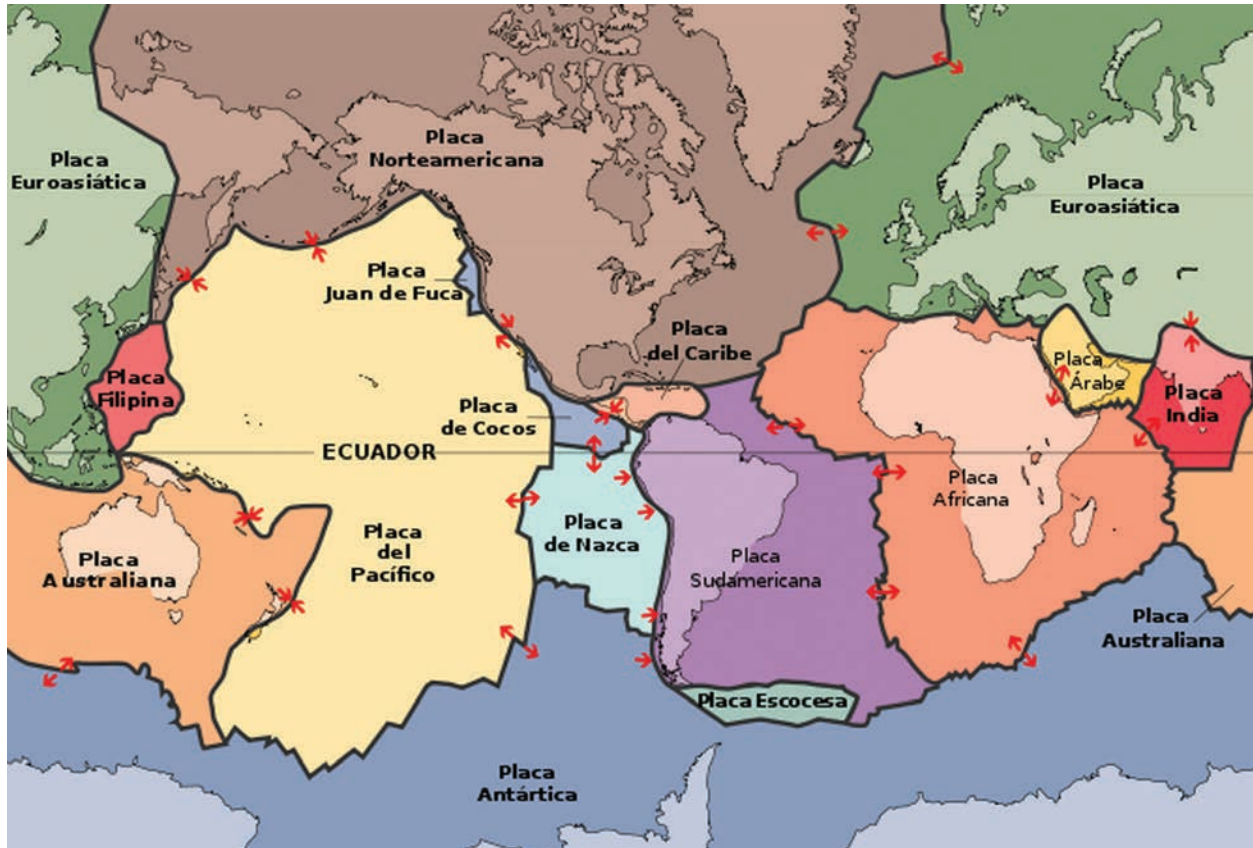 Placa
Norteamericana
Placa
Euroasiática
Placa
Euroasiática
Placa
Juan de Fuca
Placa
del Caribe
Placa
Filipina
Placa
Árabe
Placa
India
Placa
de Cocos
ECUADOR
Placa
Africana
Placa
del
Pacífico
Placa
de Nazca
Placa
Sudamericana
Placa
Australiana
Placa
Australiana
Placa Escocesa
Placa
Antártica